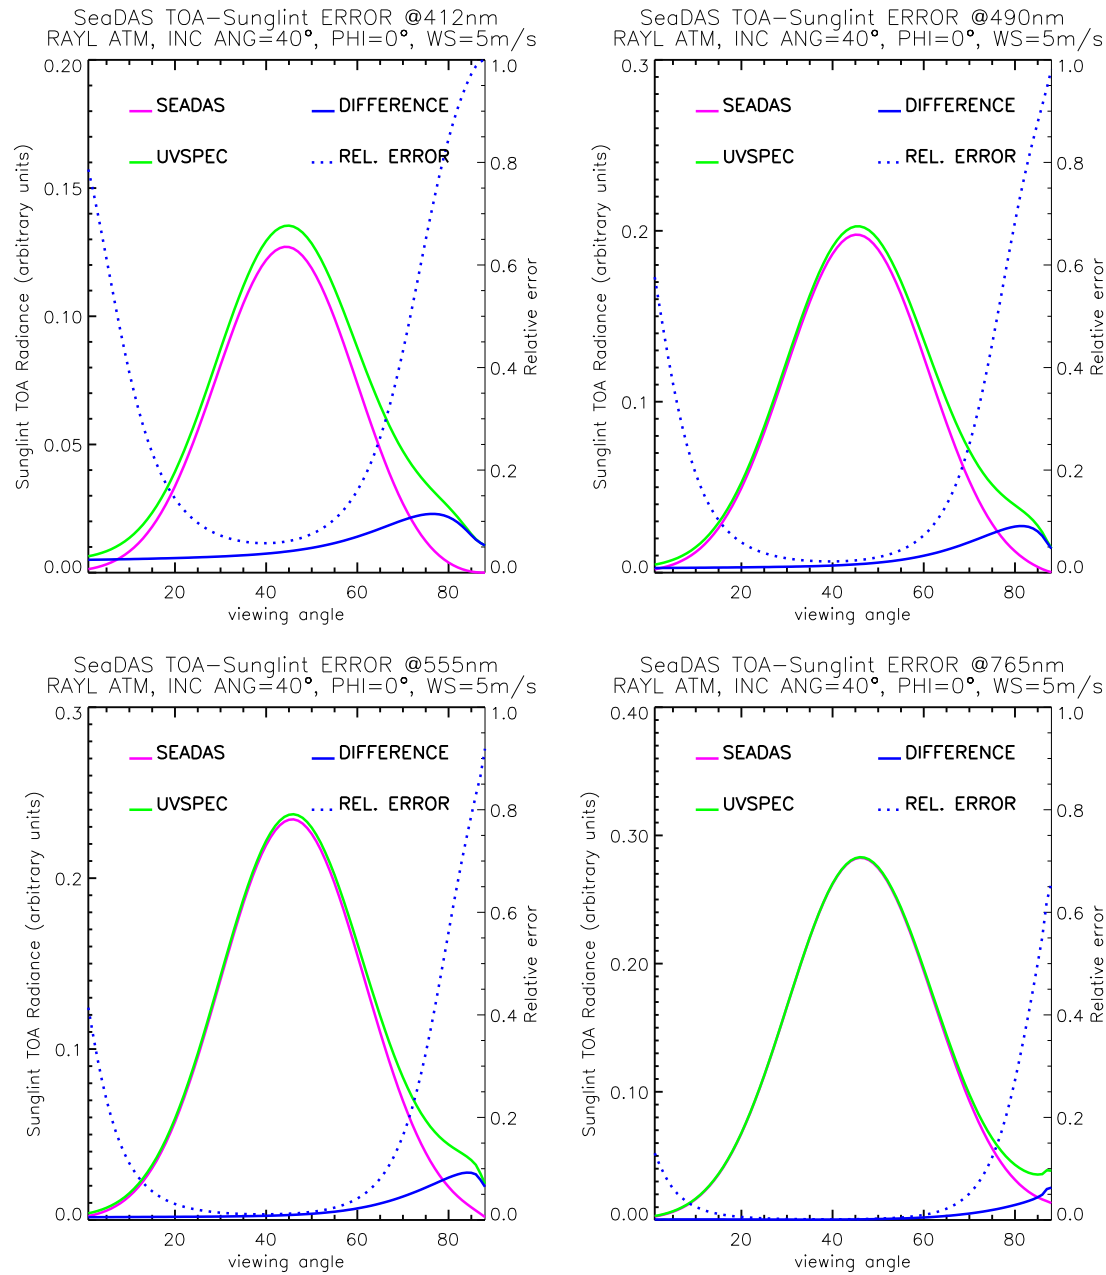 SeaDAS TOA−Sunglint ERROR @412nm
RAYL ATM, INC ANG=40°, PHI=0°, WS=5m/s
0.20
0.15
0.10
0.05
0.00
1.0
0.8
0.6
0.4
0.2
0.0
SEADAS
DIFFERENCE
UVSPEC
REL. ERROR
Sunglint TOA Radiance (arbitrary units)
Relative error
20 40 60 80
viewing angle
SeaDAS TOA−Sunglint ERROR @490nm
RAYL ATM, INC ANG=40°, PHI=0°, WS=5m/s
0.3
0.2
0.1
0.0
1.0
0.8
0.6
0.4
0.2
0.0
SEADAS
DIFFERENCE
UVSPEC
REL. ERROR
Sunglint TOA Radiance (arbitrary units)
Relative error
20 40 60 80
viewing angle
SeaDAS TOA−Sunglint ERROR @555nm
RAYL ATM, INC ANG=40°, PHI=0°, WS=5m/s
0.3
0.2
0.1
0.0
1.0
0.8
0.6
0.4
0.2
0.0
SEADAS
DIFFERENCE
UVSPEC
REL. ERROR
Sunglint TOA Radiance (arbitrary units)
Relative error
20 40 60 80
viewing angle
SeaDAS TOA−Sunglint ERROR @765nm
RAYL ATM, INC ANG=40°, PHI=0°, WS=5m/s
0.40
0.30
0.20
0.10
0.00
1.0
0.8
0.6
0.4
0.2
0.0
SEADAS
DIFFERENCE
UVSPEC
REL. ERROR
Sunglint TOA Radiance (arbitrary units)
Relative error
20 40 60 80
viewing angle